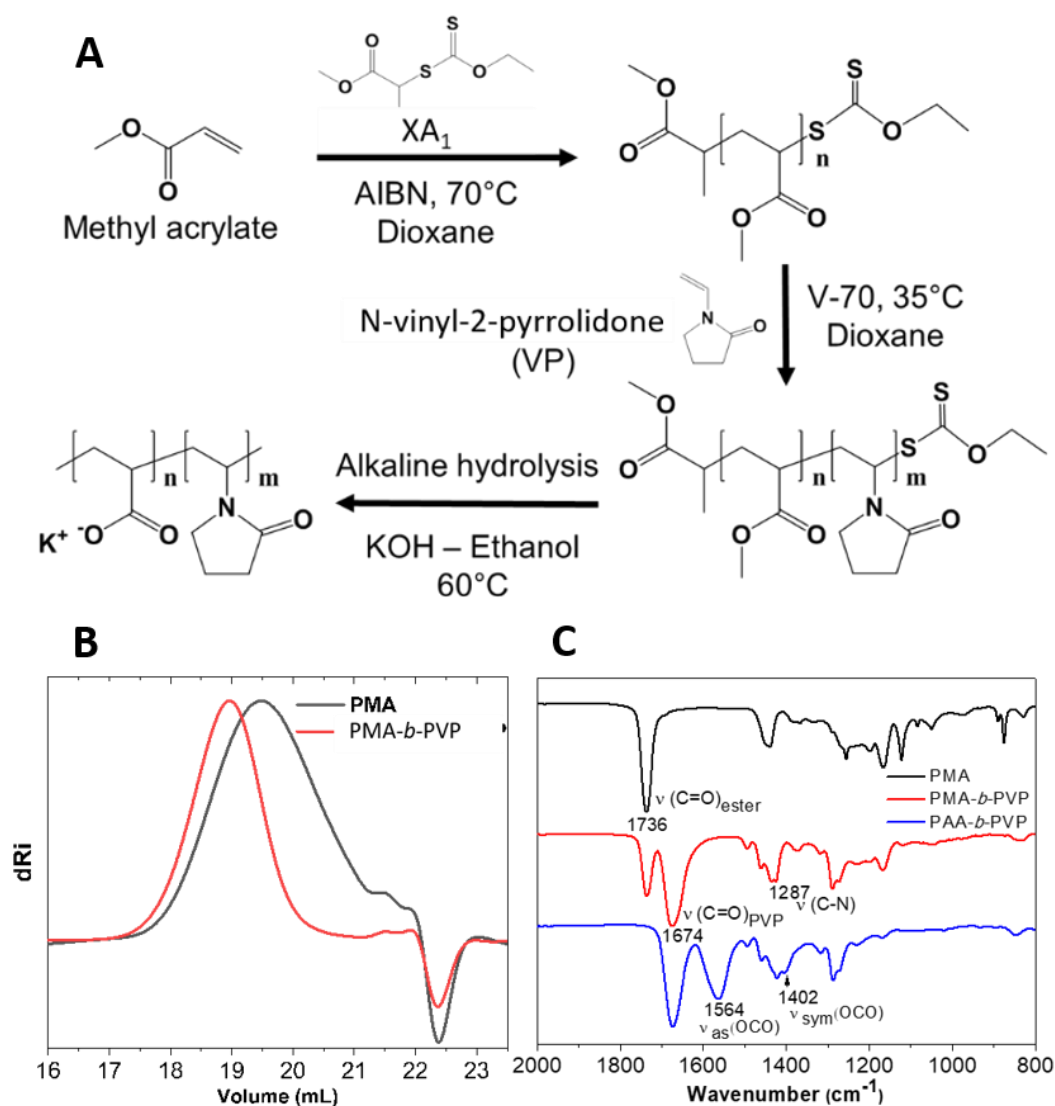 A
O
O
S
S
O
XA1
O
O
Methyl acrylate
AIBN, 70°C
Dioxane
O
O
n
S
S
O
O
O
N-vinyl-2-pyrrolidone
(VP)
N
O
V-70, 35°C
Dioxane
n
m
O
K+ -O
N
O
Alkaline hydrolysis
KOH – Ethanol
60°C
O
O
n
m
S
S
O
O
O
N
O
B
PMA
PMA-b-PVP
dRi
16 17 18 19 20 21 22 23
Volume (mL)
C
PMA
PMA-b-PVP
PAA-b-PVP
ν (C=O)ester
1736
1287
ν (C-N)
ν (C=O)PVP
1674
1564
νas(OCO)
1402
νsym(OCO)
2000 1800 1600 1400 1200 1000 800
Wavenumber (cm-1)